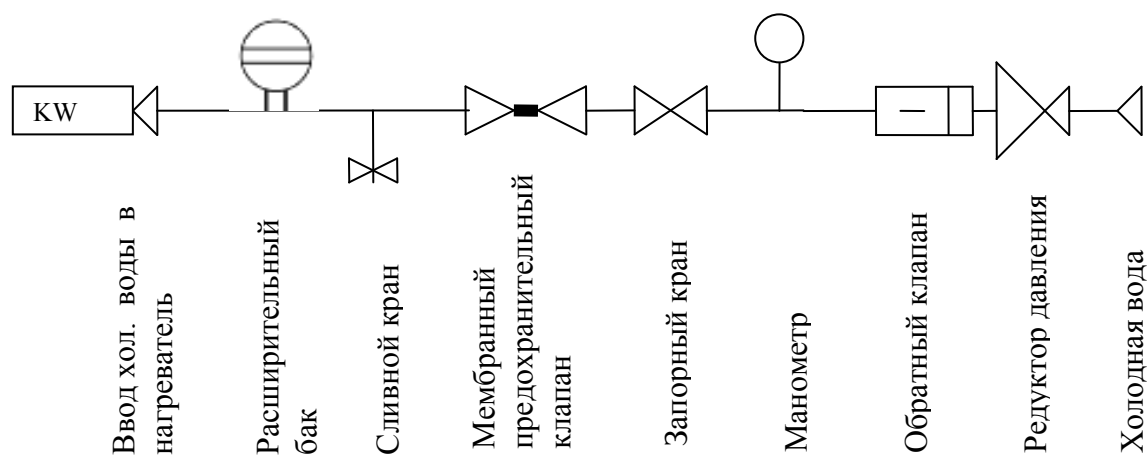 KW
Ввод хол. воды в
нагреватель
Расширительный
бак
Сливной кран
Мембранный
предохранительный
клапан
Запорный кран
Манометр
Обратный клапан
Редуктор давления
Холодная вода